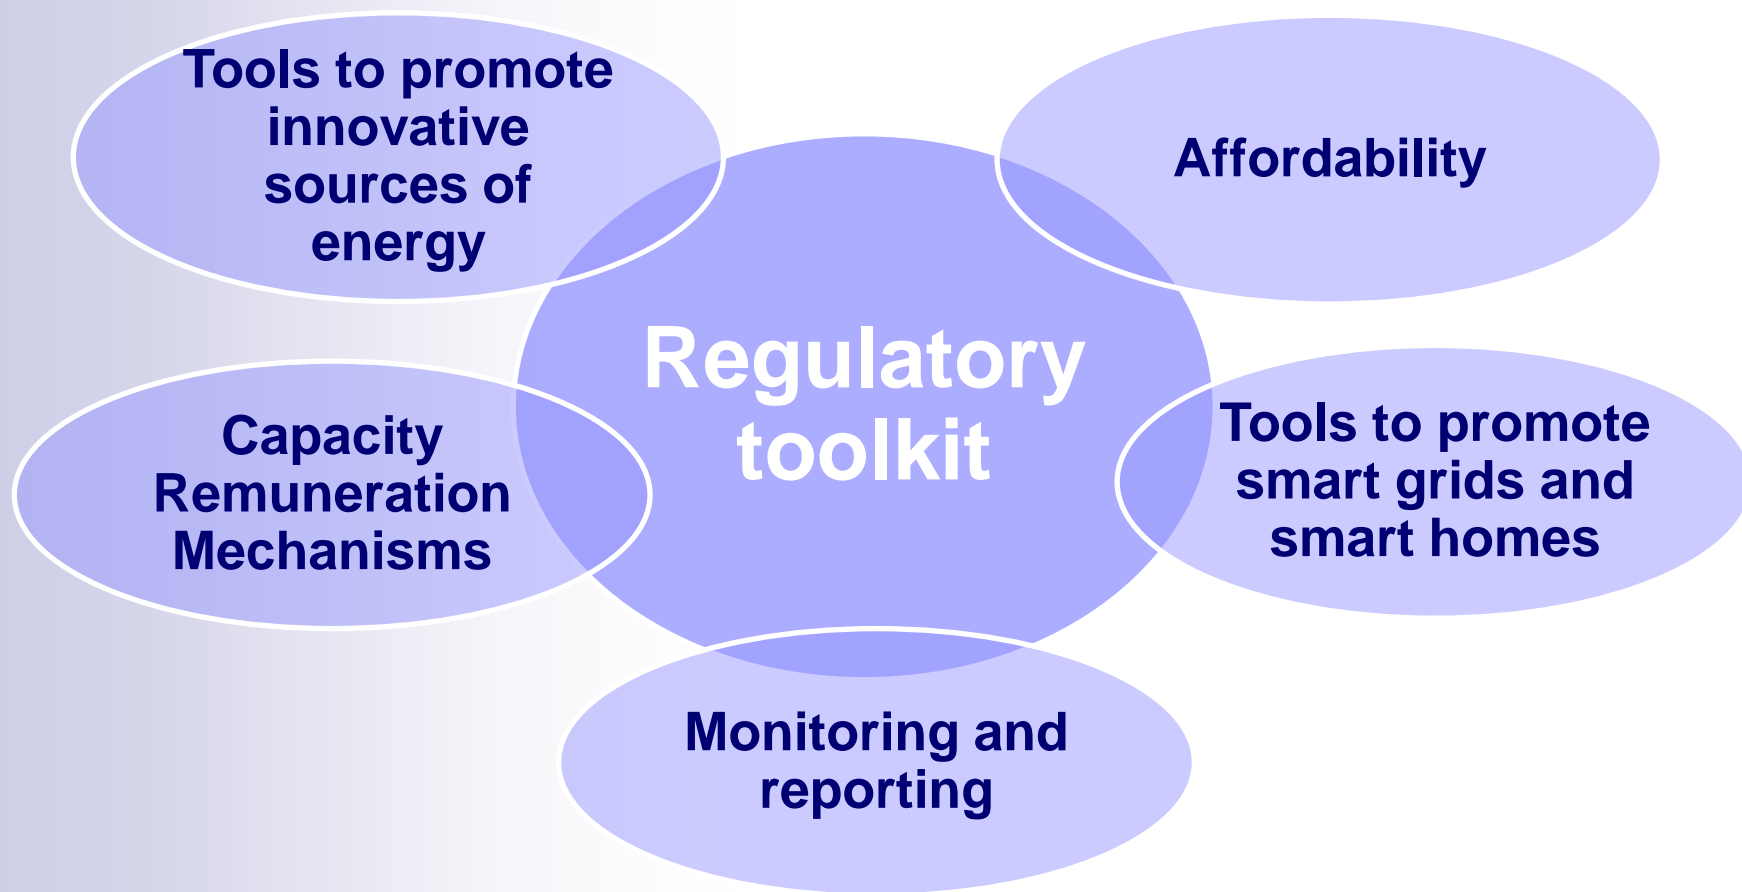 Tools to promote
innovative
sources of
energy
Affordability
Regulatory
toolkit
Capacity
Remuneration
Mechanisms
Tools to promote
smart grids and
smart homes
Monitoring and
reporting